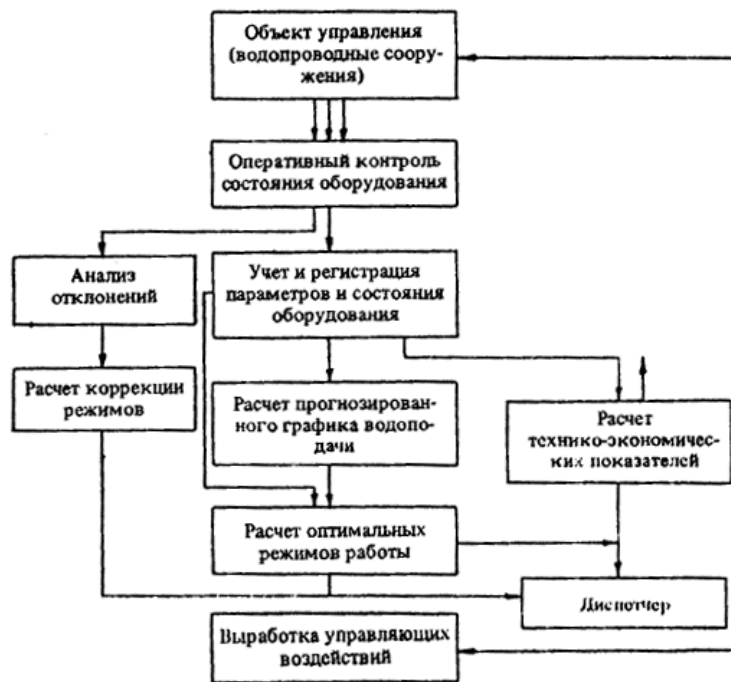 Объект управления
(водопроводные соору-
жения)
Оперативный контроль
состояния оборудования
Анализ
отклонений
Учет и регистрация
параметров и состояния
оборудования
Расчет коррекции
режимов
Расчет прогнозирован-
ного графика водопо-
дачи
Расчет
технико-экономичес-
ких показателей
Расчет оптимальных
режимов работы
Диспетчер
Выработка управляющих
воздействий